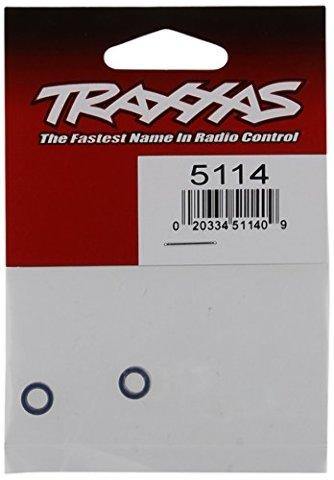 TRAXXAS
The Fastest Name In Radio Control
5114
0 20334 51140 9